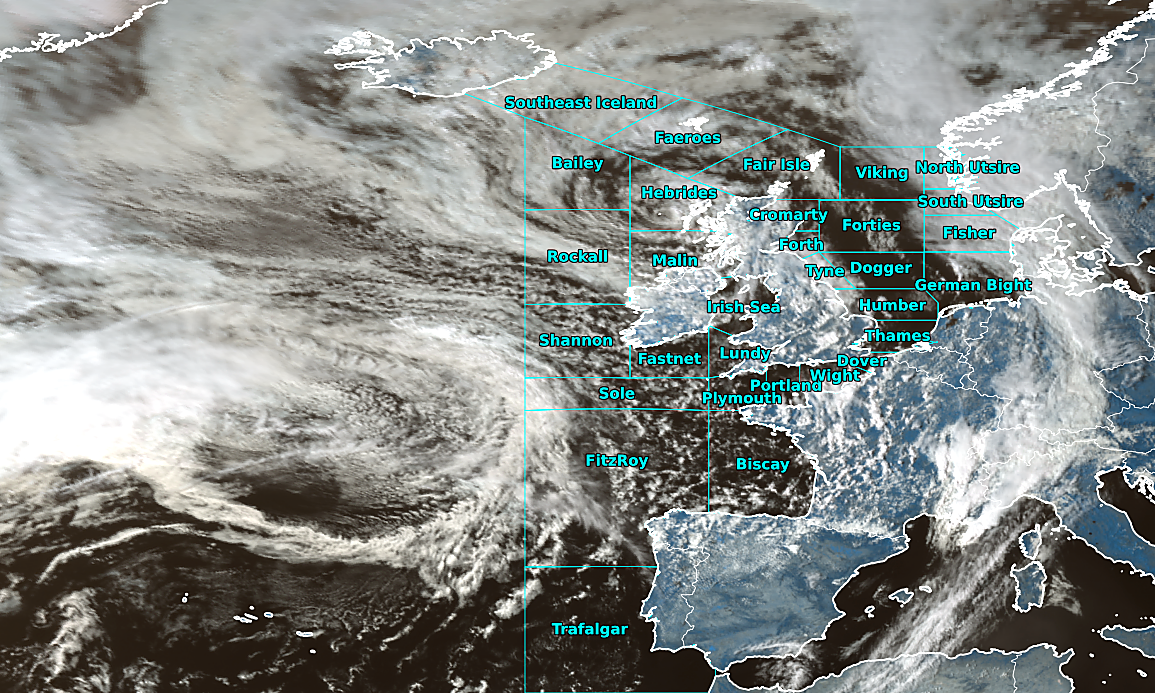 Southeast Iceland
Faeroes
Bailey
Fair Isle
Viking
North Utsire
Hebrides
South Utsire
Cromarty
Forties
Fisher
Forth
Rockall
Malin
Tyne
Dogger
German Bight
Irish Sea
Humber
Shannon
Thames
Fastnet
Lundy
Dover
Wight
Portland
Sole
Plymouth
FitzRoy
Biscay
Trafalgar